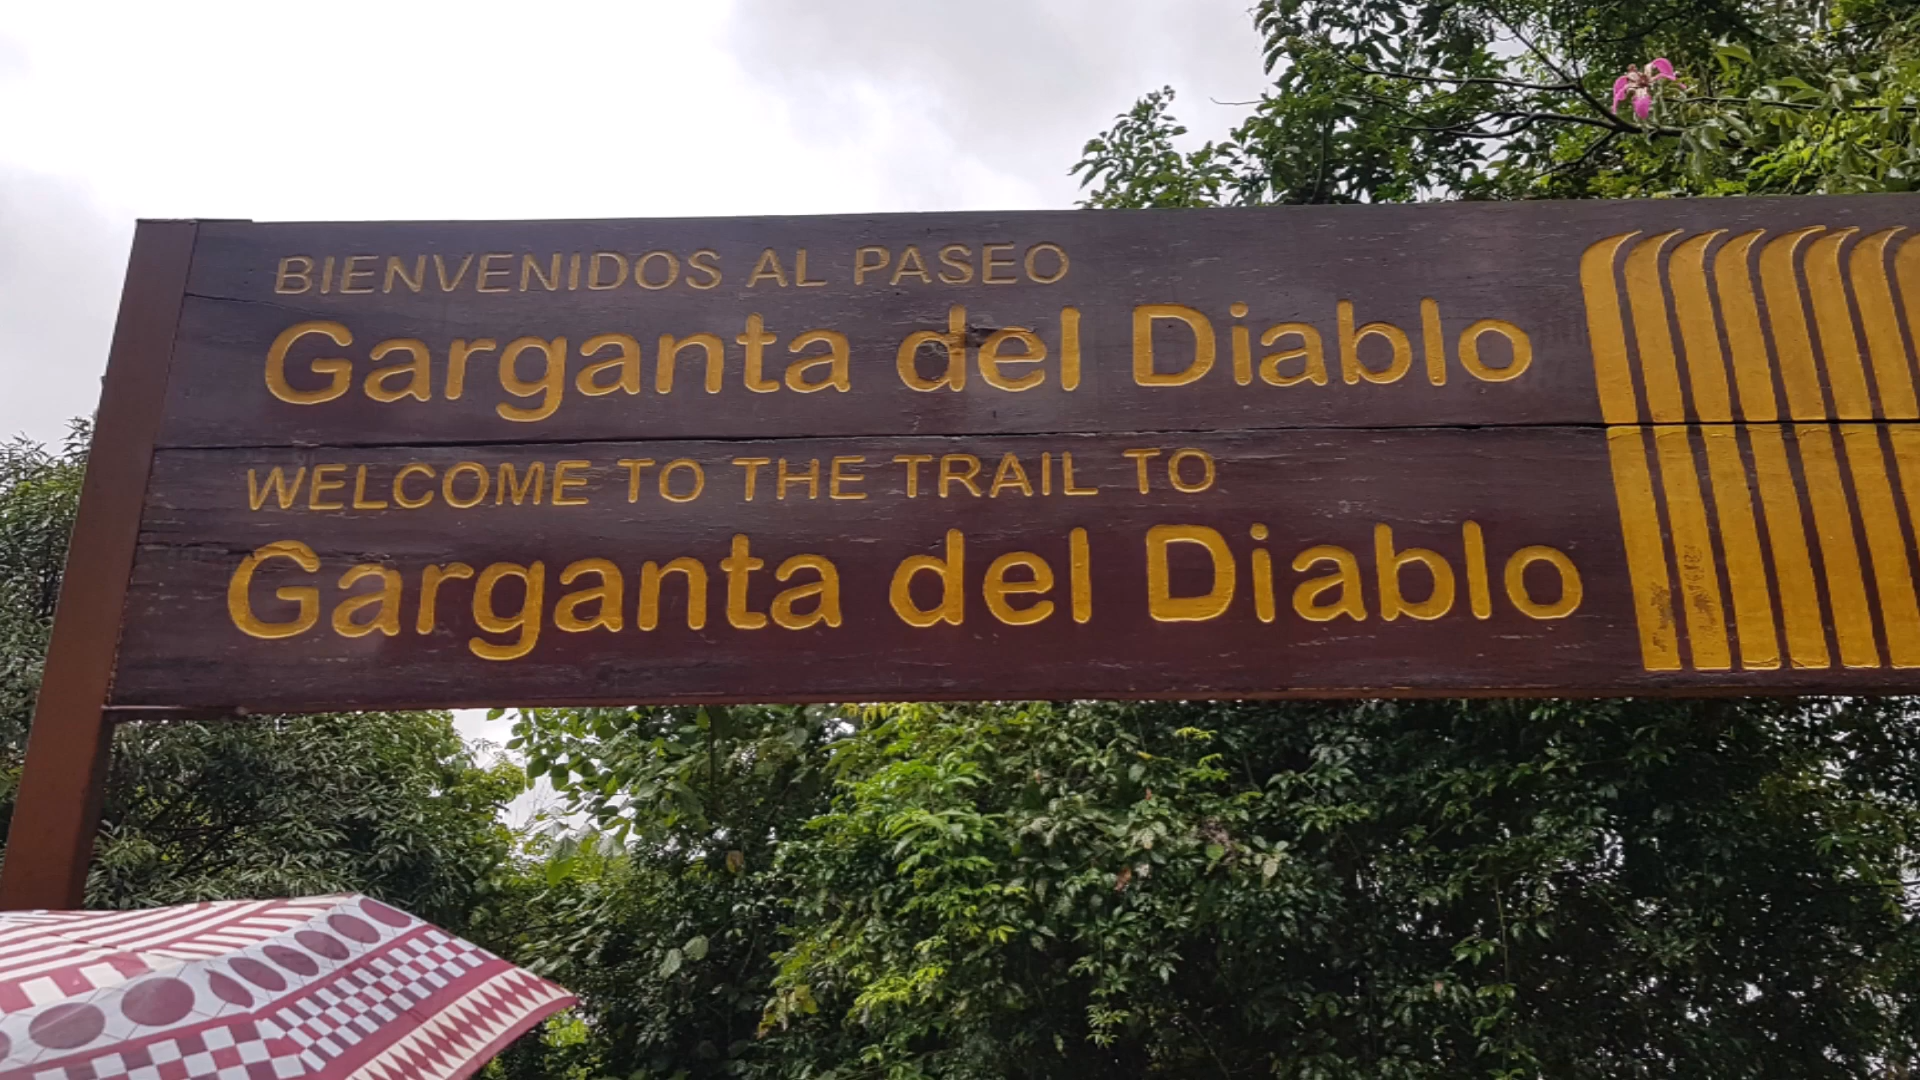 BIENVENIDOS AL PASEO
Garganta del Diablo
WELCOME TO THE TRAIL TO
Garganta del Diablo